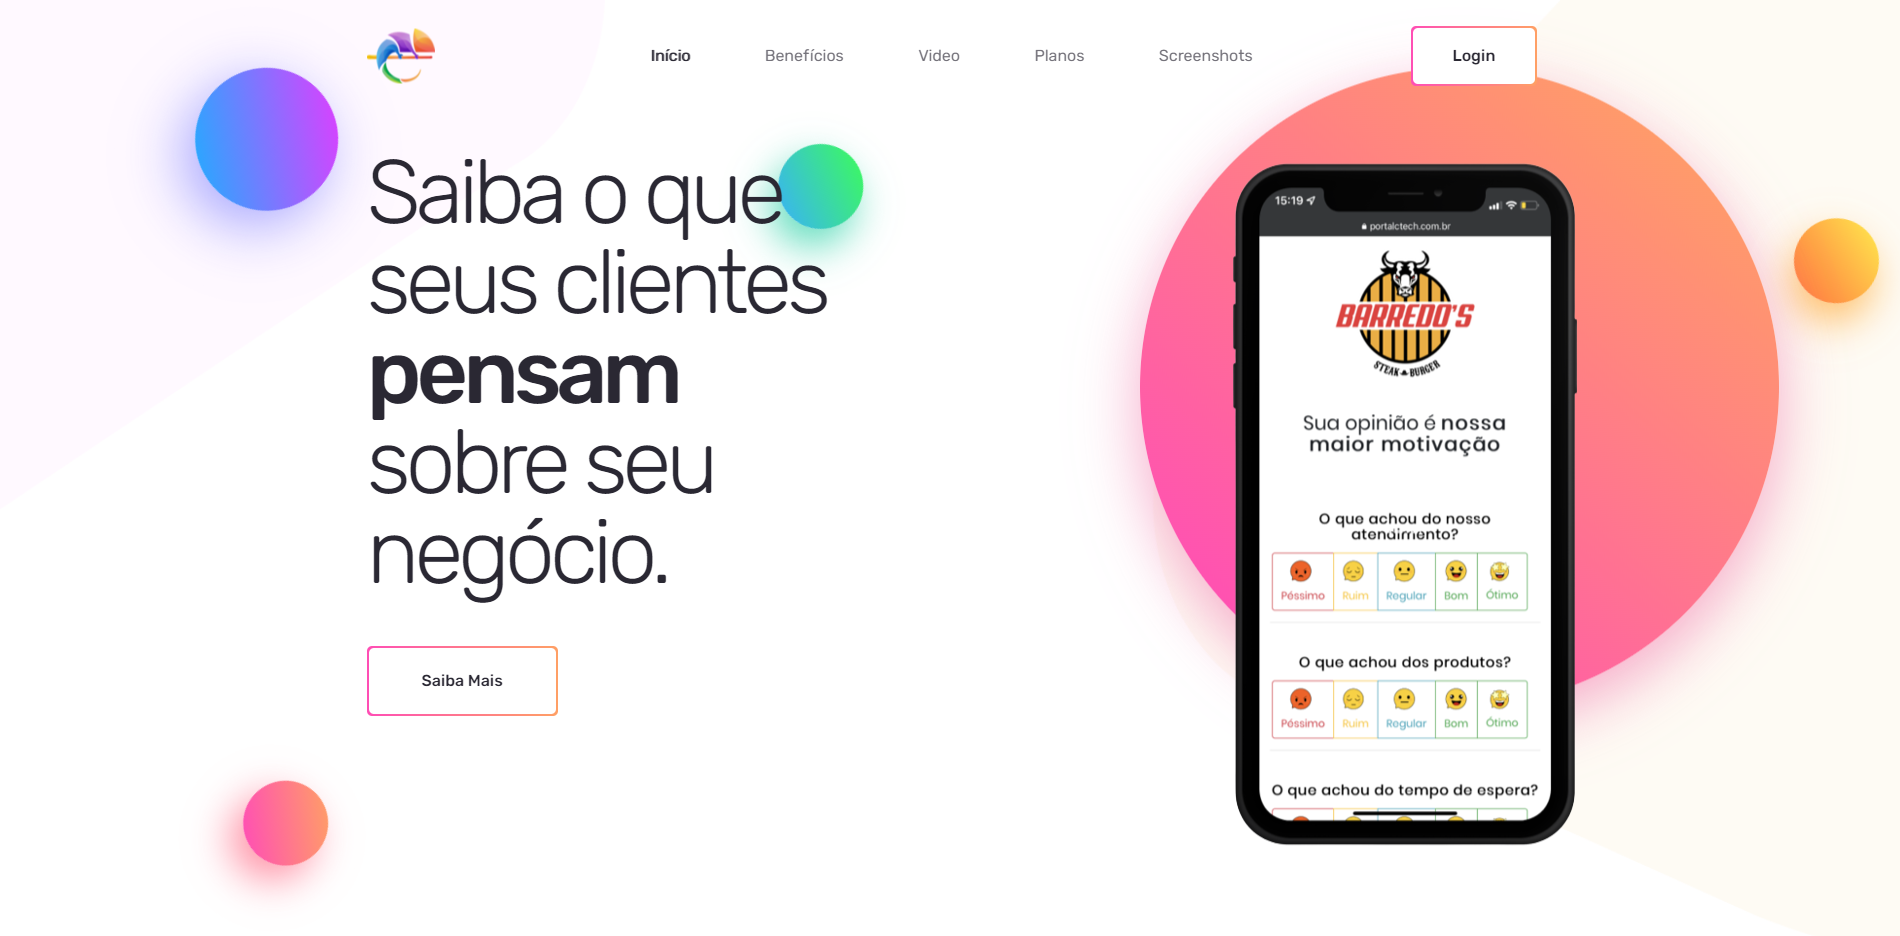 Início
Benefícios
Video
Planos
Screenshots
Login
Saiba o que
seus clientes
pensam
sobre seu
negócio.
Saiba Mais
15:19
portalctech.com.br
BARREDO'S
STEAK BURGER
Sua opinião é nossa
maior motivação
O que achou do nosso
atendimento?
Péssimo Ruim Regular Bom Ótimo
O que achou dos produtos?
Péssimo Ruim Regular Bom Ótimo
O que achou do tempo de espera?